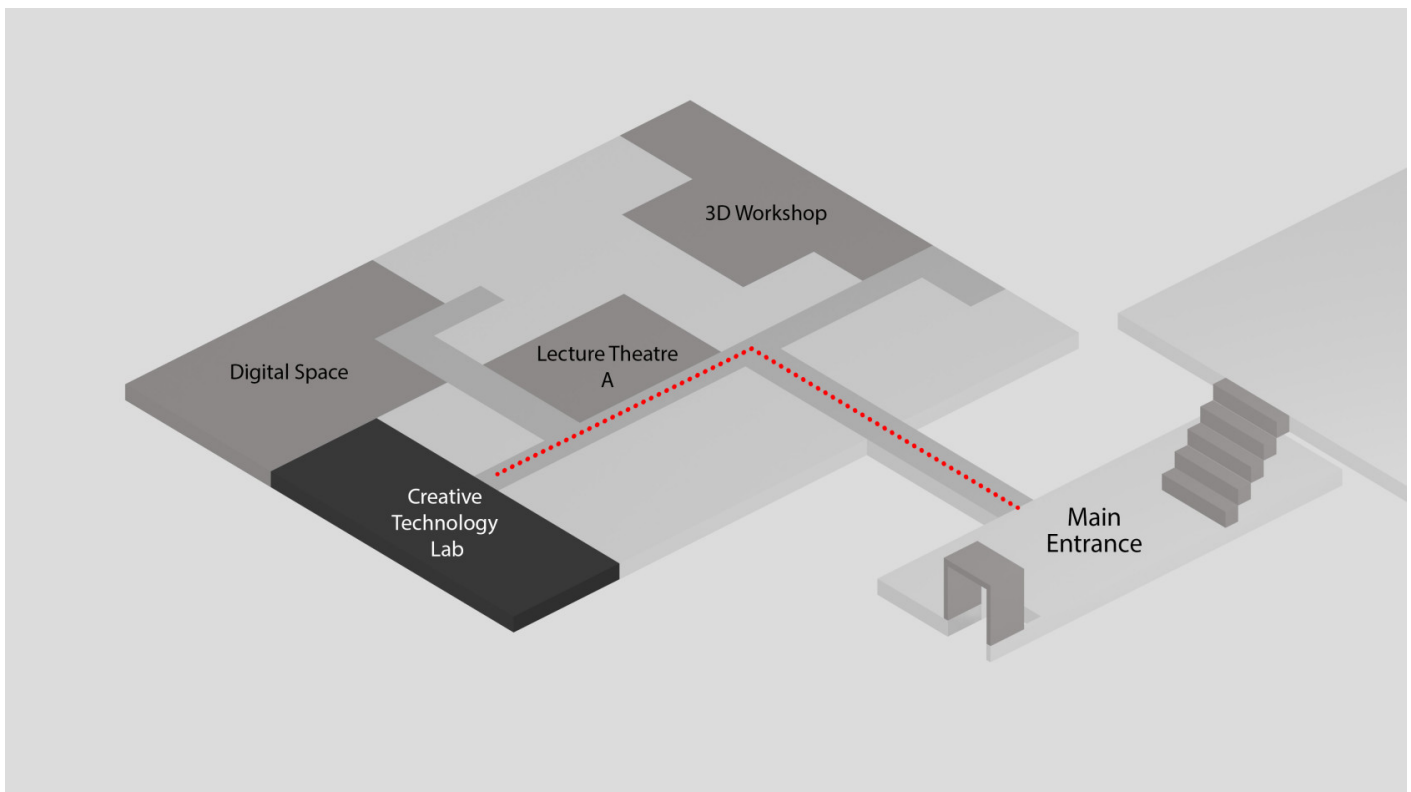 3D Workshop
Lecture Theatre
A
Digital Space
Creative
Technology
Lab
Main
Entrance